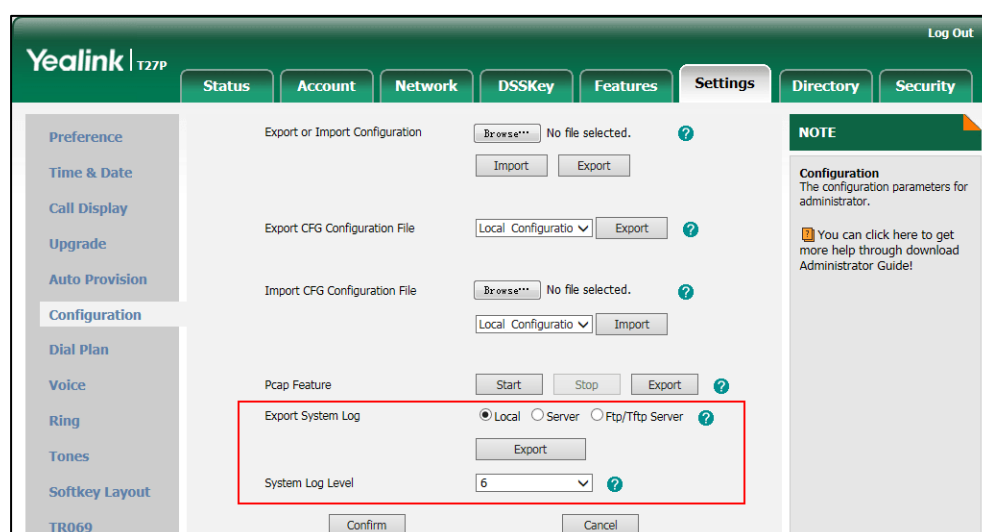 Log Out
Yealink T27P
Status Account Network DSSKey Features Settings Directory Security
Preference
Time & Date
Call Display
Upgrade
Auto Provision
Configuration
Dial Plan
Voice
Ring
Tones
Softkey Layout
TR069
Export or Import Configuration Browse... No file selected. ?
Import Export
Export CFG Configuration File Local Configuratio Export ?
Import CFG Configuration File Browse... No file selected. ?
Local Configuratio Import
Pcap Feature Start Stop Export ?
Export System Log Local Server Ftp/Tftp Server ?
Export
System Log Level 6 ?
Confirm Cancel
NOTE
Configuration
The configuration parameters for
administrator.
? You can click here to get
more help through download
Administrator Guide!